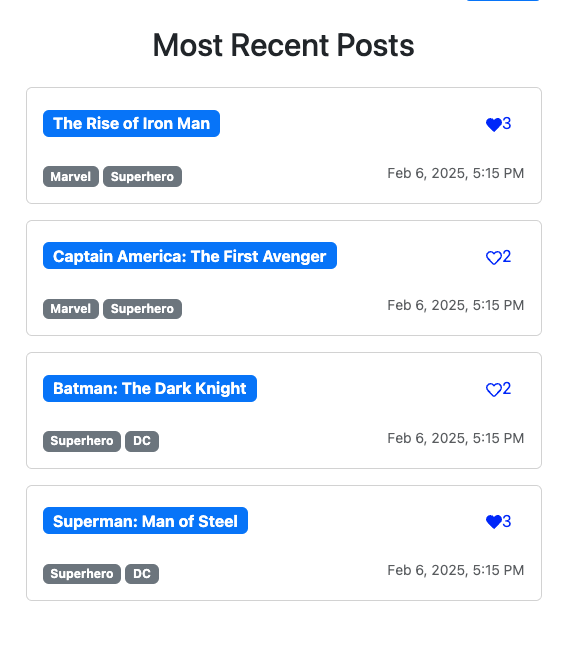 Most Recent Posts
The Rise of Iron Man
3
Marvel Superhero
Feb 6, 2025, 5:15 PM
Captain America: The First Avenger
2
Marvel Superhero
Feb 6, 2025, 5:15 PM
Batman: The Dark Knight
2
Superhero DC
Feb 6, 2025, 5:15 PM
Superman: Man of Steel
3
Superhero DC
Feb 6, 2025, 5:15 PM